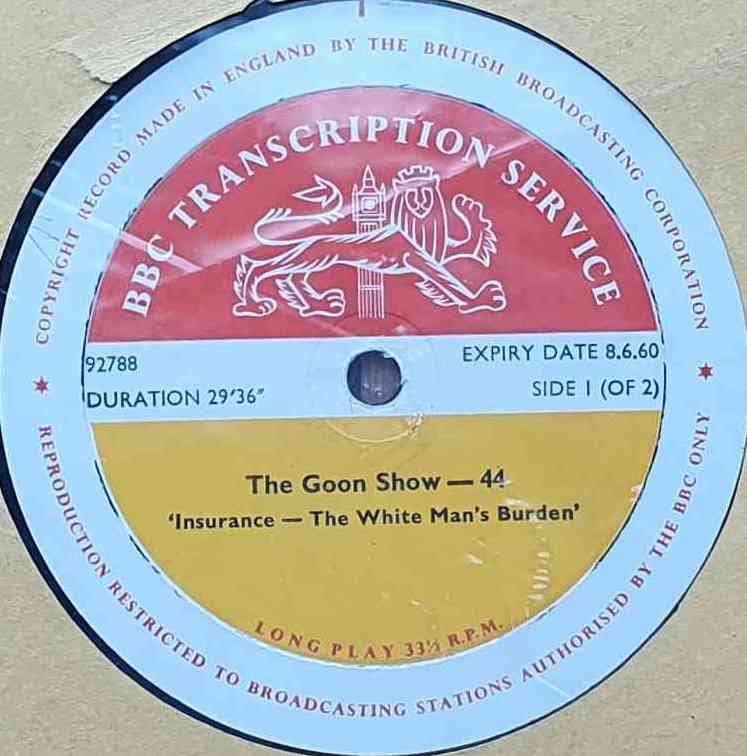 COPYRIGHT RECORD MADE IN ENGLAND BY THE BRITISH BROADCASTING CORPORATION
BBC TRANSCRIPTION SERVICE
92788
EXPIRY DATE 8.6.60
DURATION 29'36"
SIDE 1 (OF 2)
The Goon Show — 44
'Insurance — The White Man's Burden'
LONG PLAY 33⅓ R.P.M.
REPRODUCTION RESTRICTED TO BROADCASTING STATIONS AUTHORISED BY THE BBC ONLY